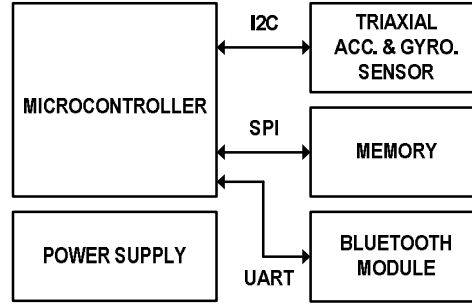 I2C
TRIAXIAL
ACC. & GYRO.
SENSOR
MICROCONTROLLER
SPI
MEMORY
POWER SUPPLY
UART
BLUETOOTH
MODULE